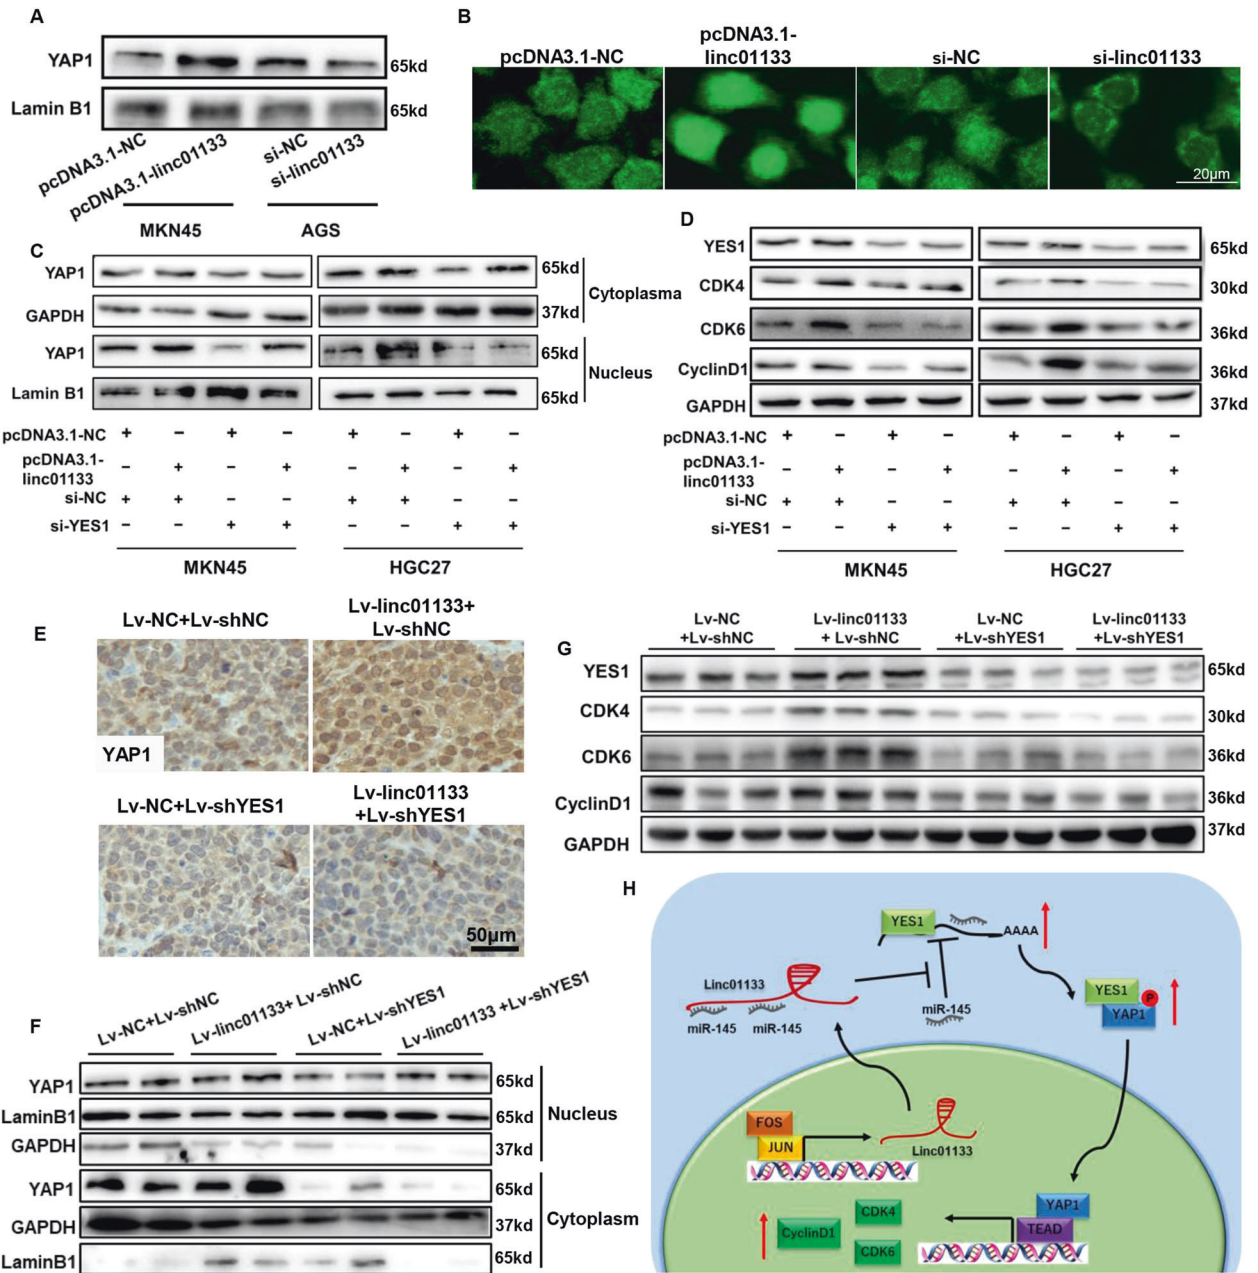 A
YAP1
65kd
Lamin B1
65kd
pcDNA3.1-NC
pcDNA3.1-linc01133
si-NC
si-linc01133
MKN45
AGS
B
pcDNA3.1-NC
pcDNA3.1-
linc01133
si-NC
si-linc01133
20μm
C
YAP1
65kd
GAPDH
37kd
Cytoplasma
YAP1
65kd
Lamin B1
65kd
Nucleus
pcDNA3.1-NC + – + – + – + –
pcDNA3.1-
linc01133 – + – + – + – +
si-NC + + – – + + – –
si-YES1 – – + + – – + +
MKN45
HGC27
D
YES1
65kd
CDK4
30kd
CDK6
36kd
CyclinD1
36kd
GAPDH
37kd
pcDNA3.1-NC + – + – + – + –
pcDNA3.1-
linc01133 – + – + – + – +
si-NC + + – – + + – –
si-YES1 – – + + – – + +
MKN45
HGC27
E
Lv-NC+Lv-shNC
Lv-linc01133+
Lv-shNC
YAP1
Lv-NC+Lv-shYES1
Lv-linc01133
+Lv-shYES1
50μm
F
Lv-NC+Lv-shNC
Lv-linc01133+ Lv-shNC
Lv-NC+Lv-shYES1
Lv-linc01133 +Lv-shYES1
YAP1
65kd
LaminB1
65kd
GAPDH
37kd
Nucleus
YAP1
65kd
GAPDH
37kd
LaminB1
65kd
Cytoplasm
G
Lv-NC
+Lv-shNC
Lv-linc01133
+ Lv-shNC
Lv-NC
+Lv-shYES1
Lv-linc01133
+Lv-shYES1
YES1
65kd
CDK4
30kd
CDK6
36kd
CyclinD1
36kd
GAPDH
37kd
H
YES1
AAAA
Linc01133
miR-145
miR-145
miR-145
YES1
P
YAP1
FOS
JUN
Linc01133
YAP1
TEAD
CyclinD1
CDK4
CDK6